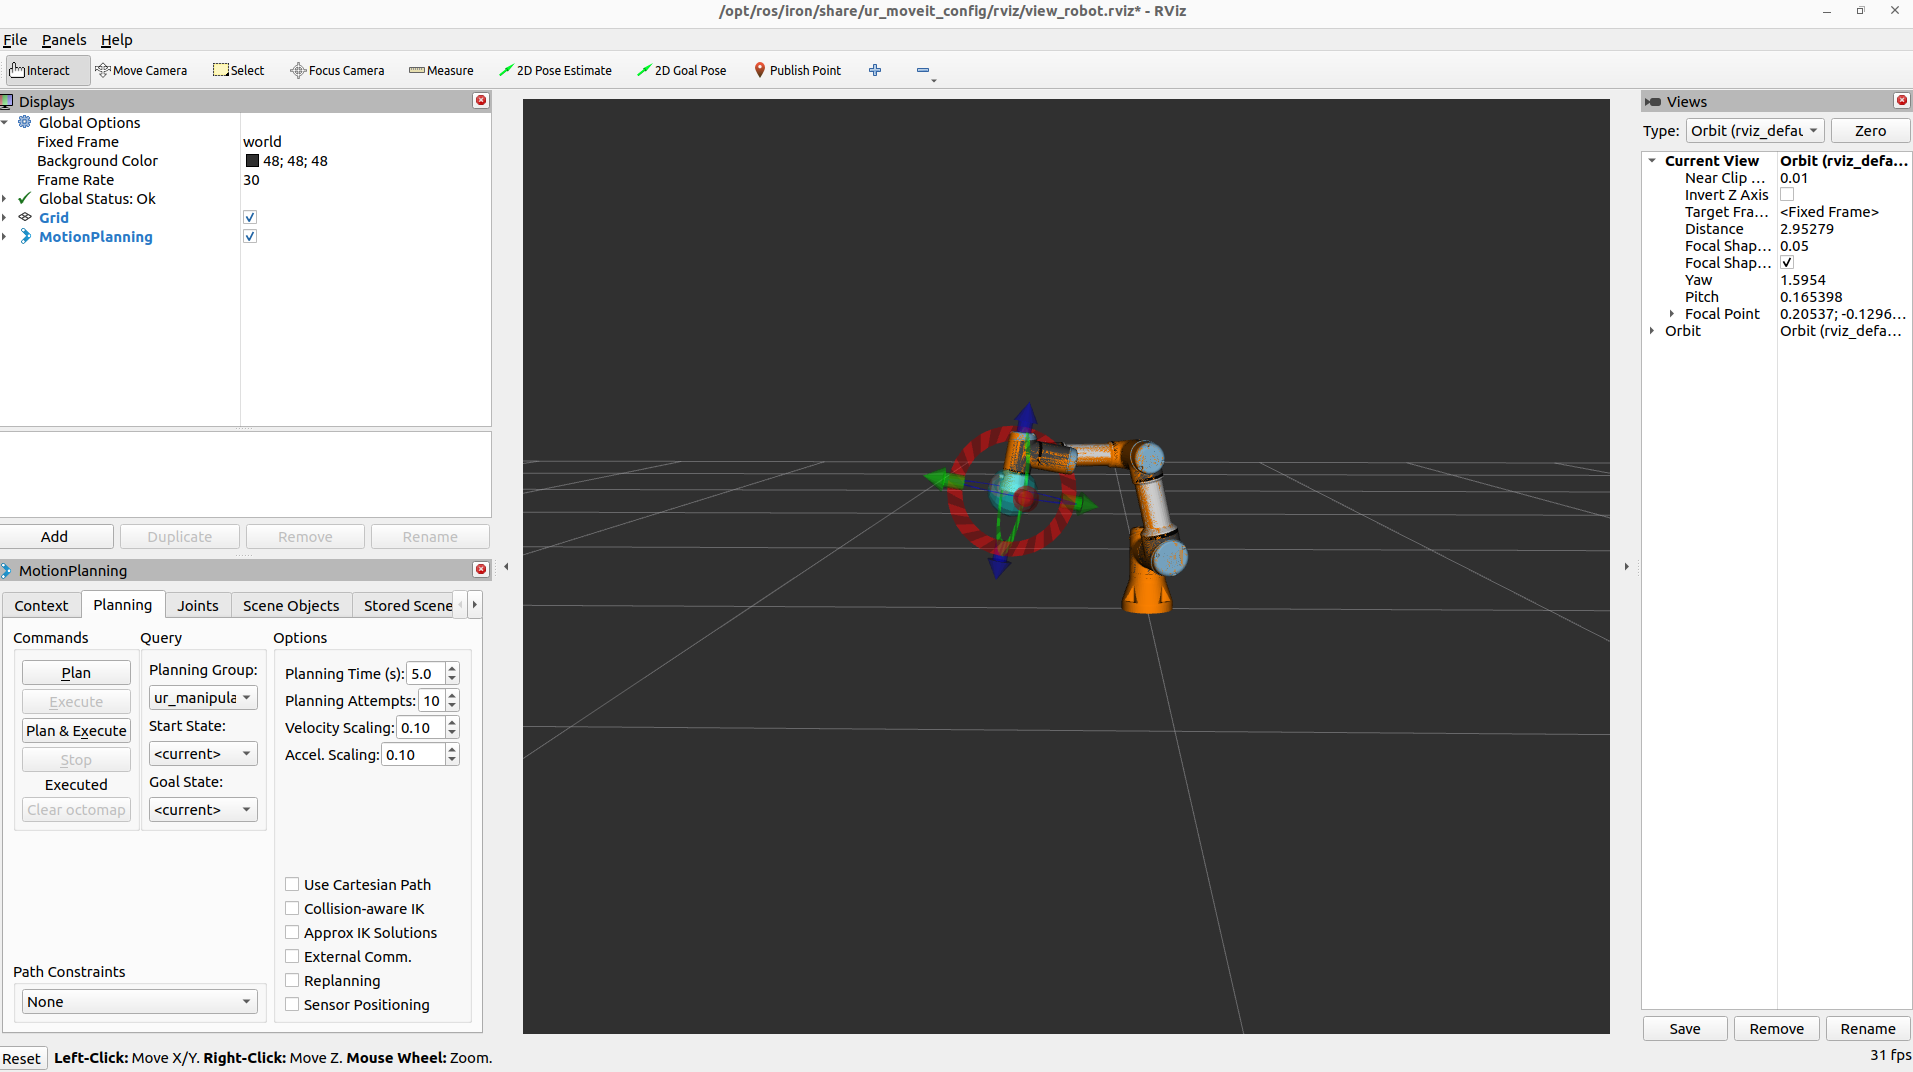 /opt/ros/iron/share/ur_moveit_config/rviz/view_robot.rviz* - RViz
File Panels Help
Interact Move Camera Select Focus Camera Measure 2D Pose Estimate 2D Goal Pose Publish Point
Displays
Global Options
Fixed Frame world
Background Color 48; 48; 48
Frame Rate 30
Global Status: Ok
Grid
MotionPlanning
Add Duplicate Remove Rename
MotionPlanning
Context Planning Joints Scene Objects Stored Scene
Commands Query Options
Plan
Execute
Plan & Execute
Stop
Executed
Clear octomap
Planning Group:
ur_manipula
Start State:
<current>
Goal State:
<current>
Planning Time (s): 5.0
Planning Attempts: 10
Velocity Scaling: 0.10
Accel. Scaling: 0.10
Use Cartesian Path
Collision-aware IK
Approx IK Solutions
External Comm.
Replanning
Sensor Positioning
Path Constraints
None
Reset Left-Click: Move X/Y. Right-Click: Move Z. Mouse Wheel: Zoom.
Views
Type: Orbit (rviz_defau Zero
Current View Orbit (rviz_defa...
Near Clip ... 0.01
Invert Z Axis
Target Fra... <Fixed Frame>
Distance 2.95279
Focal Shap... 0.05
Focal Shap...
Yaw 1.5954
Pitch 0.165398
Focal Point 0.20537; -0.1296...
Orbit Orbit (rviz_defa...
Save Remove Rename
31 fps